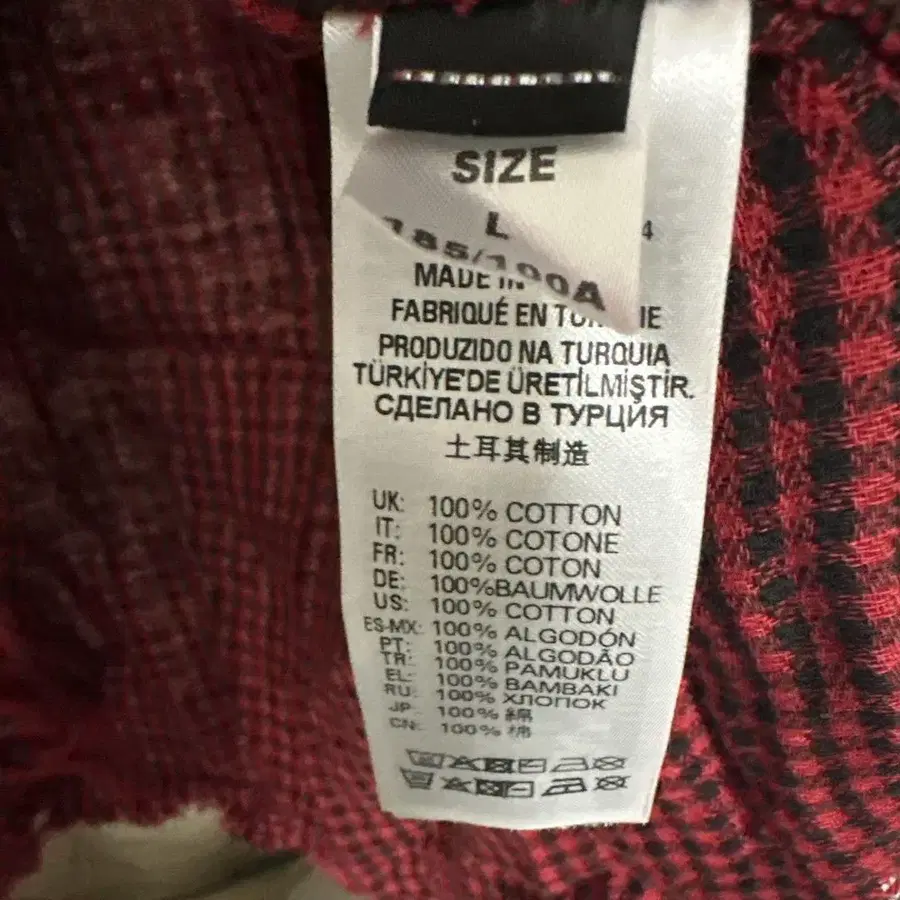 SIZE
L
185/100A
4
MADE IN
FABRIQUÉ EN
PRODUZIDO NA TURQUIA
TÜRKİYE'DE ÜRETİLMİŞTİR.
СДЕЛАНО В ТУРЦИЯ
土耳其制造
UK: 100% COTTON
IT: 100% COTONE
FR: 100% COTON
DE: 100%BAUMWOLLE
US: 100% COTTON
ES-MX: 100% ALGODÓN
PT: 100% ALGODÃO
TR: 100% PAMUKLU
EL: 100% BAMBAKI
RU: 100% ХЛОПОК
JP: 100% 綿
CN: 100% 棉